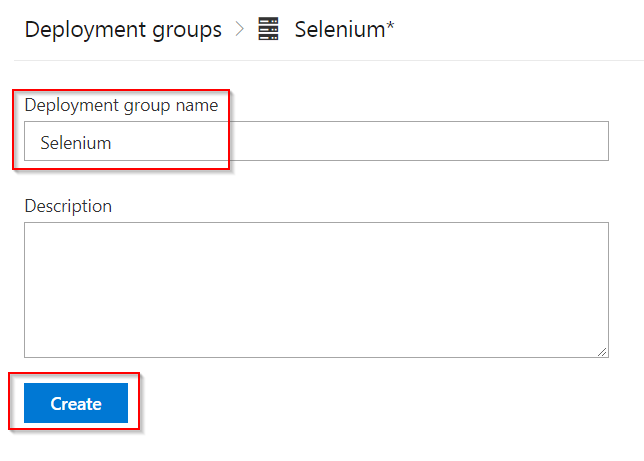 Deployment groups > Selenium*
Deployment group name
Selenium
Description
Create